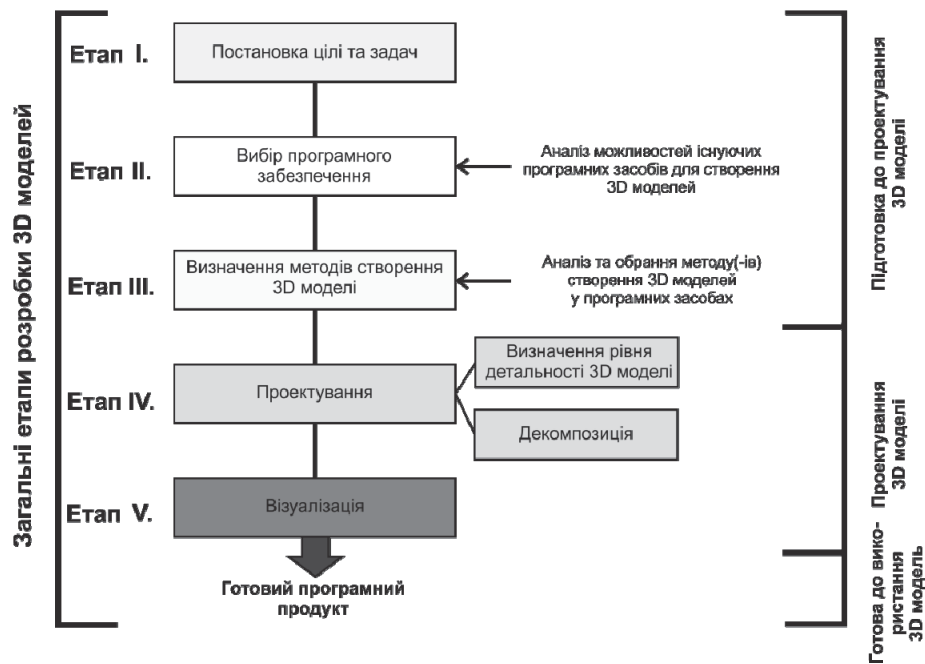 Загальні етапи розробки 3D моделей
Етап I.
Постановка цілі та задач
Етап II.
Вибір програмного
забезпечення
Аналіз можливостей існуючих
програмних засобів для створення
3D моделей
Етап III.
Визначення методів створення
3D моделі
Аналіз та обрання методу(-ів)
створення 3D моделей
у програмних засобах
Етап IV.
Проектування
Визначення рівня
детальності 3D моделі
Декомпозиція
Етап V.
Візуалізація
Готовий програмний
продукт
Підготовка до проектування
3D моделі
Проектування
3D моделі
Готова до вико-
ристання
3D модель